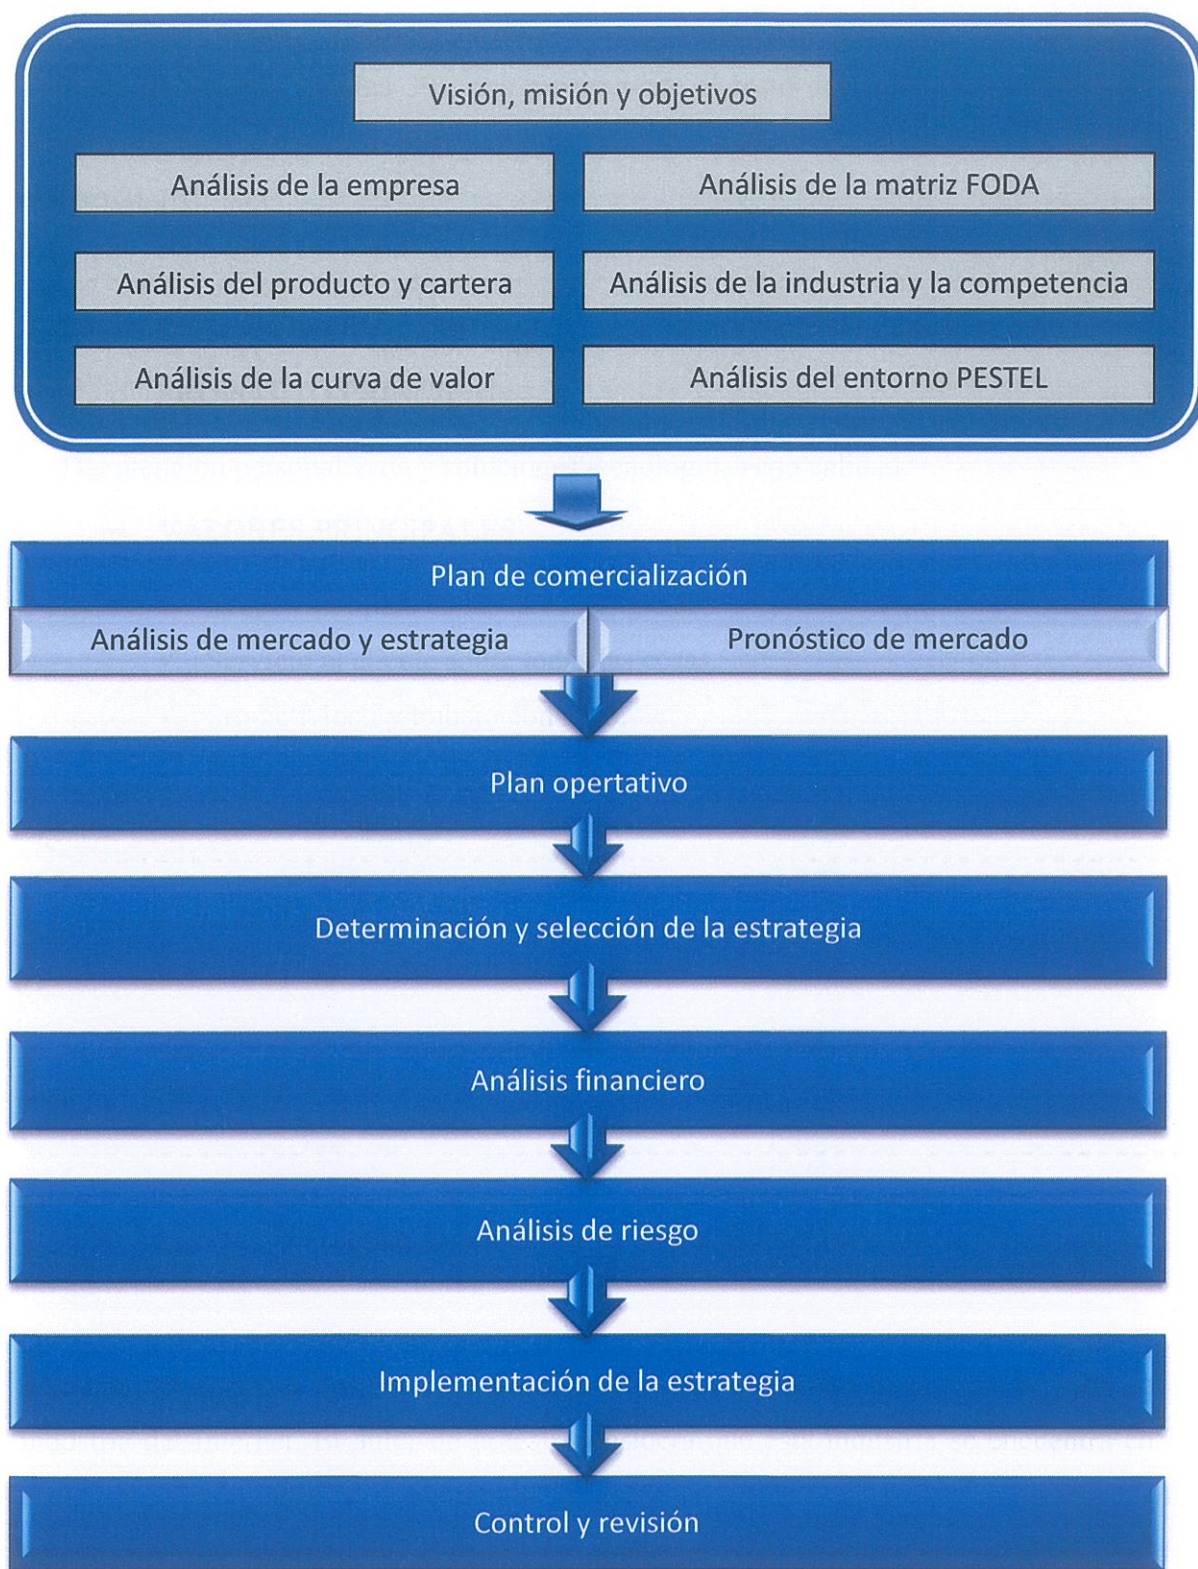 Visión, misión y objetivos
Análisis de la empresa
Análisis de la matriz FODA
Análisis del producto y cartera
Análisis de la industria y la competencia
Análisis de la curva de valor
Análisis del entorno PESTEL
Plan de comercialización
Análisis de mercado y estrategia
Pronóstico de mercado
Plan opertativo
Determinación y selección de la estrategia
Análisis financiero
Análisis de riesgo
Implementación de la estrategia
Control y revisión